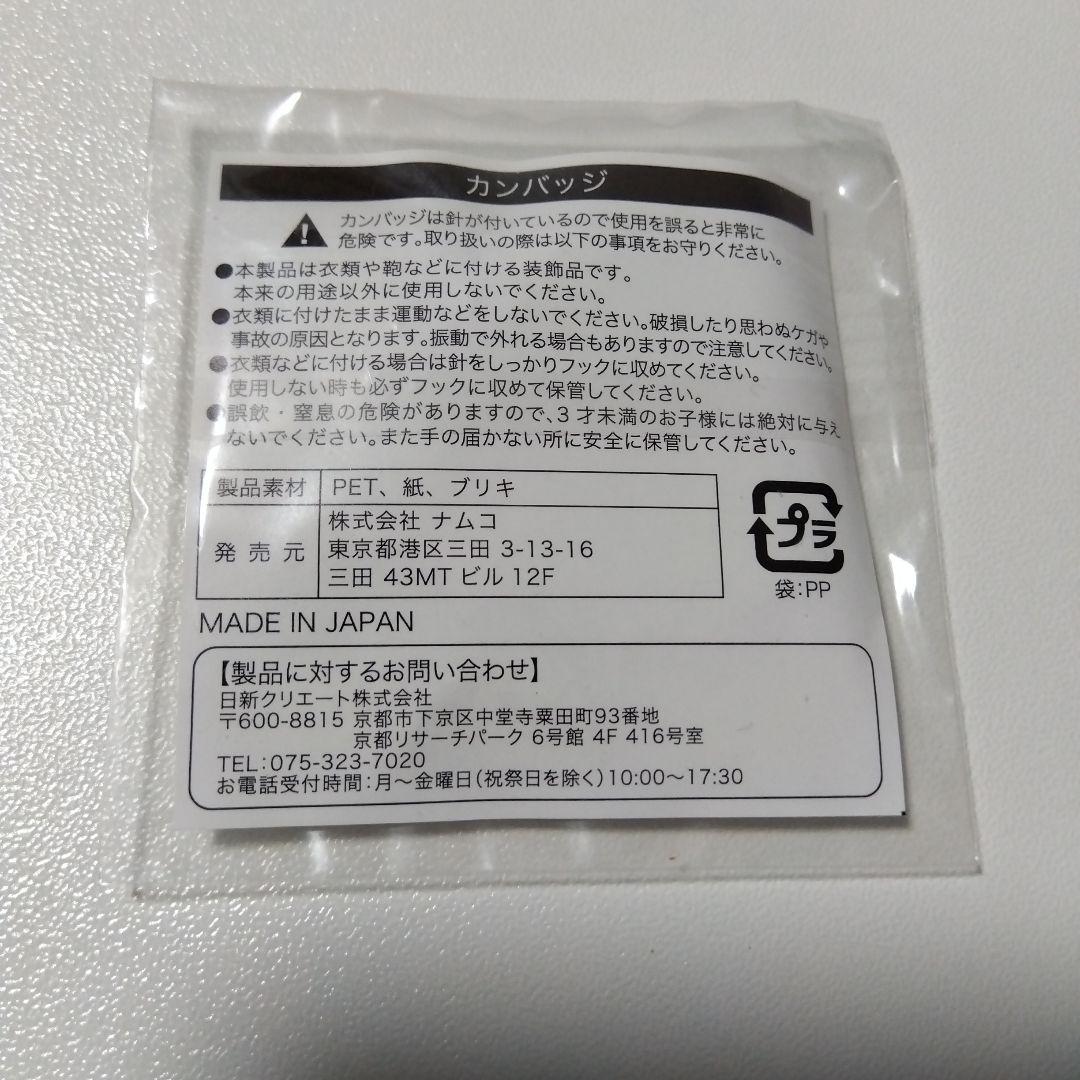 カンバッジ
カンバッジは針が付いているので使用を誤ると非常に
危険です。取り扱いの際は以下の事項をお守りください。
●本製品は衣類や鞄などに付ける装飾品です。
本来の用途以外に使用しないでください。
●衣類に付けたまま運動などをしないでください。破損したり思わぬケガや
事故の原因となります。振動で外れる場合もありますので注意してください。
●衣類などに付ける場合は針をしっかりフックに収めてください。
使用しない時も必ずフックに収めて保管してください。
●誤飲・窒息の危険がありますので、3才未満のお子様には絶対に与え
ないでください。また手の届かない所に安全に保管してください。
製品素材 PET、紙、ブリキ
発売元 株式会社 ナムコ
東京都港区三田 3-13-16
三田 43MT ビル 12F
プラ
袋:PP
MADE IN JAPAN
【製品に対するお問い合わせ】
日新クリエート株式会社
〒600-8815 京都市下京区中堂寺粟田町93番地
京都リサーチパーク 6号館 4F 416号室
TEL:075-323-7020
お電話受付時間:月〜金曜日(祝祭日を除く)10:00〜17:30